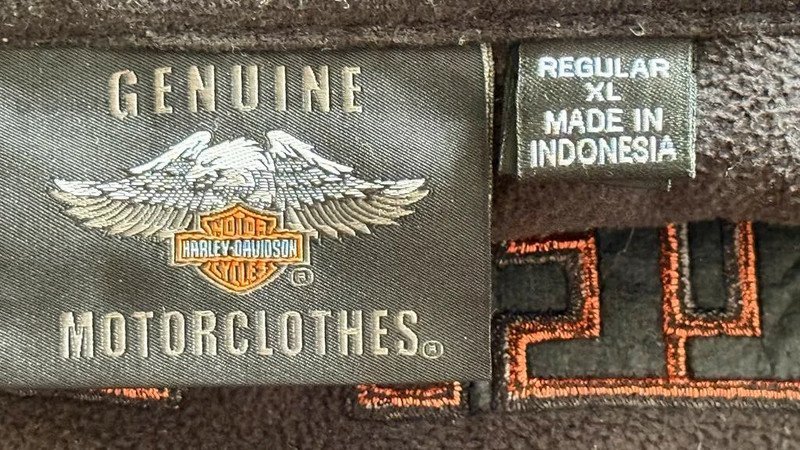 GENUINE
MOTOR
HARLEY-DAVIDSON
CYCLES
®
MOTORCLOTHES®
REGULAR
XL
MADE IN
INDONESIA